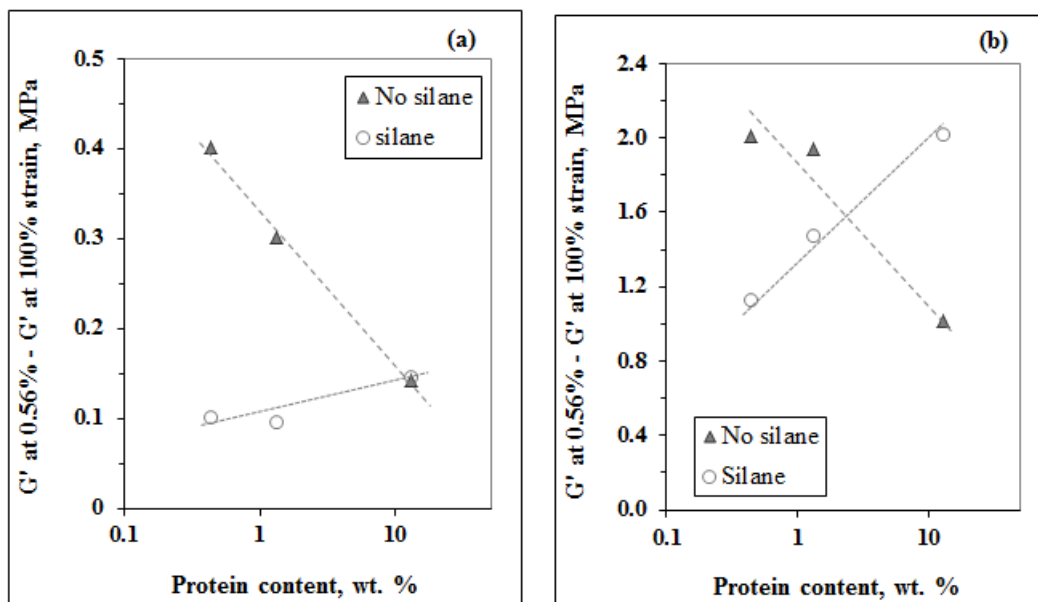 (a)
G' at 0.56% - G' at 100% strain, MPa
0.5
0.4
0.3
0.2
0.1
0
No silane
silane
0.1 1 10
Protein content, wt. %
(b)
G' at 0.56% - G' at 100% strain, MPa
2.4
2.0
1.6
1.2
0.8
0.4
0.0
No silane
Silane
0.1 1 10
Protein content, wt. %